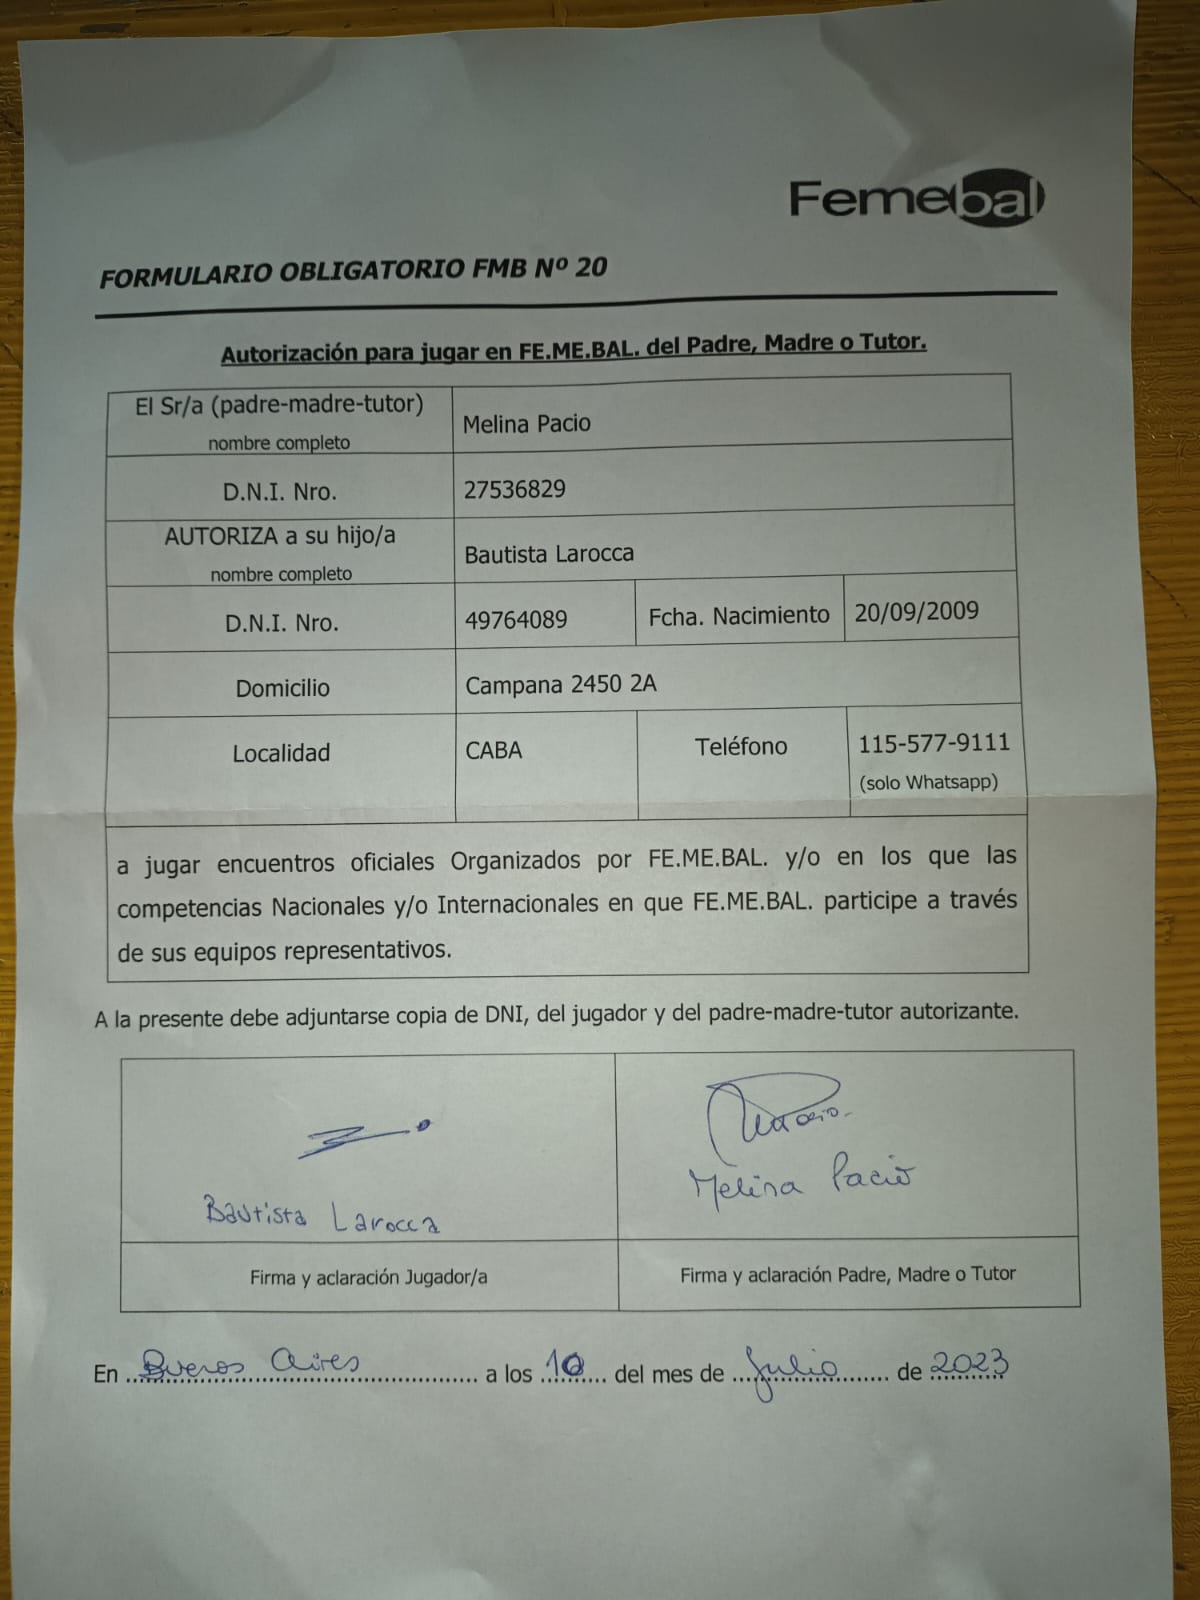 Femebal
FORMULARIO OBLIGATORIO FMB Nº 20
Autorización para jugar en FE.ME.BAL. del Padre, Madre o Tutor.
El Sr/a (padre-madre-tutor)
nombre completo
Melina Pacio
D.N.I. Nro.
27536829
AUTORIZA a su hijo/a
nombre completo
Bautista Larocca
D.N.I. Nro.
49764089
Fcha. Nacimiento
20/09/2009
Domicilio
Campana 2450 2A
Localidad
CABA
Teléfono
115-577-9111
(solo Whatsapp)
a jugar encuentros oficiales Organizados por FE.ME.BAL. y/o en los que las
competencias Nacionales y/o Internacionales en que FE.ME.BAL. participe a través
de sus equipos representativos.
A la presente debe adjuntarse copia de DNI, del jugador y del padre-madre-tutor autorizante.
Bautista Larocca
Melina Pacio
Firma y aclaración Jugador/a
Firma y aclaración Padre, Madre o Tutor
En Buenos Aires a los 10 del mes de Julio de 2023